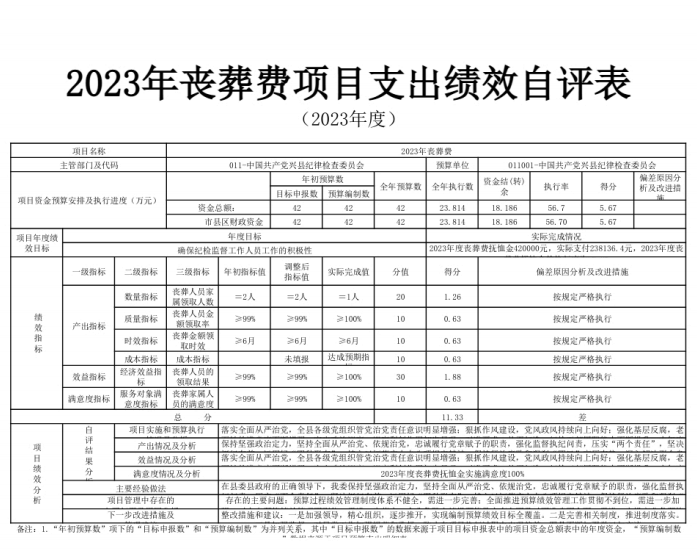 2023年丧葬费项目支出绩效自评表
（2023年度）
项目名称 2023年丧葬费
主管部门及代码 011-中国共产党兴县纪律检查委员会 预算单位 011001-中国共产党兴县纪律检查委员会
项目资金预算安排及执行进度（万元） 年初预算数 全年预算数 全年执行数 资金结(转)余 执行率 得分 偏差原因分析及改进措施
目标申报数 预算编制数
资金总额: 42 42 42 23.814 18.186 56.7 5.67
市县区财政资金 42 42 42 23.814 18.186 56.70 5.67
项目年度绩效目标 年度目标 实际完成情况
确保纪检监督工作人员工作的积极性 2023年度丧葬费抚恤金420000元，实际支付238136.4元，2023年度丧
绩效指标 一级指标 二级指标 三级指标 年初指标值 调整后指标值 实际完成值 分值 得分 偏差原因分析及改进措施
产出指标 数量指标 丧葬人员家属领取人数 =2人 =2人 =1人 20 1.26 按规定严格执行
质量指标 丧葬人员金额领取率 ≥99% ≥99% ≥100% 10 0.63 按规定严格执行
时效指标 丧葬金额领取时效 ≥6月 ≥6月 ≥6月 10 0.63 按规定严格执行
成本指标 成本指标 未填报 达成预期指 10 0.63 按规定严格执行
效益指标 经济效益指标 丧葬人员的领取结果 ≥99% ≥99% ≥100% 30 1.88 按规定严格执行
满意度指标 服务对象满意度指标 丧葬家属人员的满意度 ≥99% ≥99% ≥100% 10 0.63 按规定严格执行
总 分 11.33 差
项目绩效分析 自评结果分析 项目实施和预算执行 落实全面从严治党，全县各级党组织管党治党责任意识明显增强；狠抓作风建设，党风政风持续向上向好；强化基层反腐，老
产出情况及分析 保持坚强政治定力，坚持全面从严治党、依规治党，忠诚履行党章赋予的职责，强化监督执纪问责，压实“两个责任”，坚决
效益情况及分析 落实全面从严治党，全县各级党组织管党治党责任意识明显增强；狠抓作风建设，党风政风持续向上向好；强化基层反腐，老
满意度情况及分析 2023年度丧葬费抚恤金实施满意度100%
主要经验做法 在县委县政府的正确领导下，我委保持坚强政治定力，坚持全面从严治党、依规治党，忠诚履行党章赋予的职责，强化监督执
项目管理中存在的 存在的主要问题：预算过程绩效管理制度体系不健全，需进一步完善；全面推进预算绩效管理工作贯彻不到位，需进一步加
下一步改进措施及 整改措施和建议：一是加强领导，精心组织，逐步推开，实现编制预算绩效目标全覆盖。二是完善相关制度，推进制度落实。
备注：1.“年初预算数”项下的“目标申报数”和“预算编制数”为并列关系，其中“目标申报数”的数据来源于项目目标申报表中的项目资金总额表中的年度资金，“预算编制数